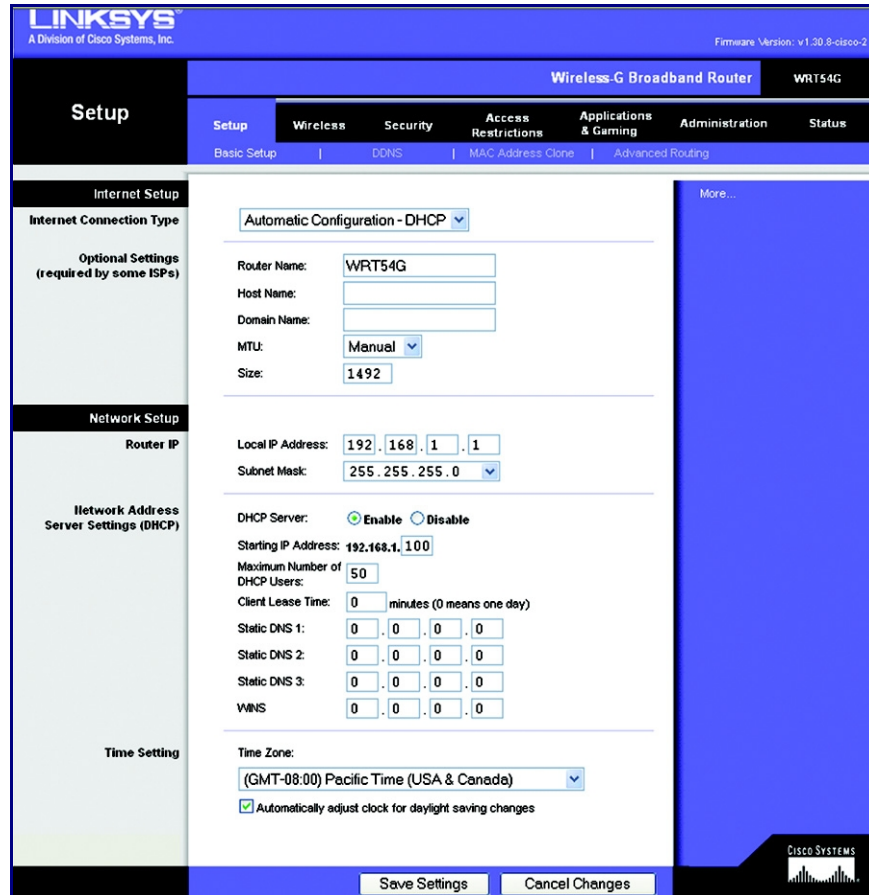 LINKSYS®
A Division of Cisco Systems, Inc.
Firmware Version: v1.30.8-cisco-2
Wireless-G Broadband Router
WRT54G
Setup
Setup
Wireless
Security
Access Restrictions
Applications & Gaming
Administration
Status
Basic Setup | DDNS | MAC Address Clone | Advanced Routing
Internet Setup
More...
Internet Connection Type
Automatic Configuration - DHCP
Optional Settings
(required by some ISPs)
Router Name: WRT54G
Host Name:
Domain Name:
MTU: Manual
Size: 1492
Network Setup
Router IP
Local IP Address: 192 . 168 . 1 . 1
Subnet Mask: 255.255.255.0
Network Address
Server Settings (DHCP)
DHCP Server: Enable Disable
Starting IP Address: 192.168.1. 100
Maximum Number of
DHCP Users: 50
Client Lease Time: 0 minutes (0 means one day)
Static DNS 1: 0 . 0 . 0 . 0
Static DNS 2: 0 . 0 . 0 . 0
Static DNS 3: 0 . 0 . 0 . 0
WINS 0 . 0 . 0 . 0
Time Setting
Time Zone:
(GMT-08:00) Pacific Time (USA & Canada)
Automatically adjust clock for daylight saving changes
Save Settings
Cancel Changes
CISCO SYSTEMS